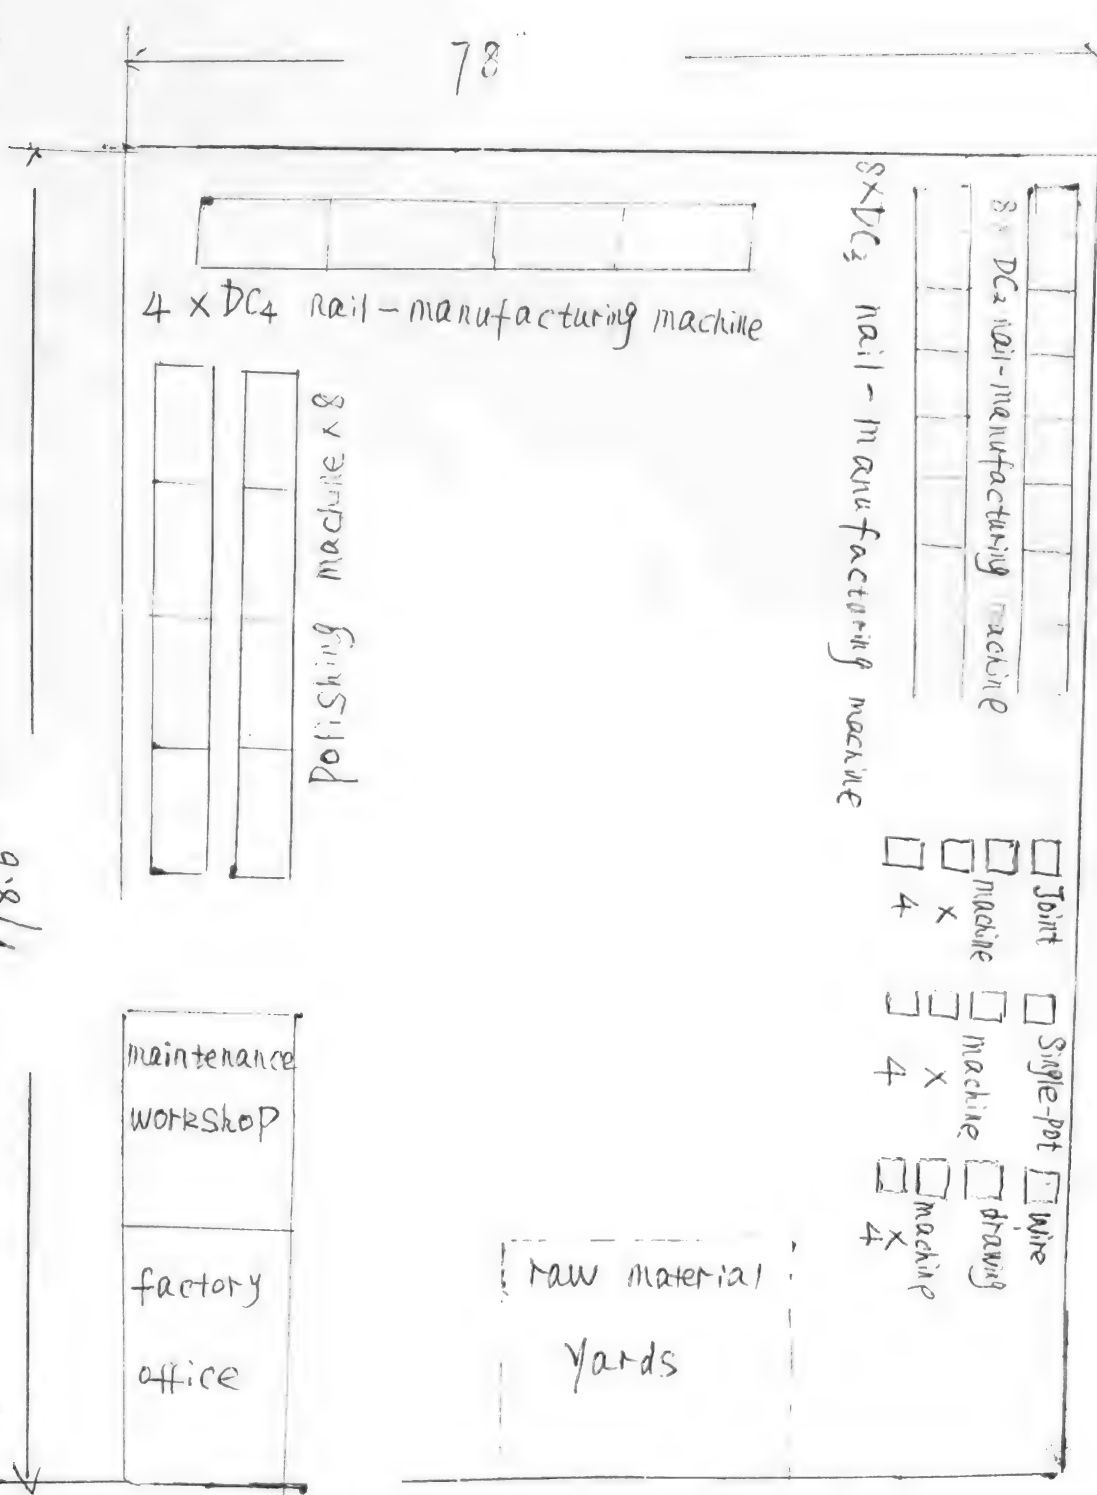 78
4 × DC4 nail-manufacturing machine
8×DC3 nail-manufacturing machine
8× DC2 nail-manufacturing machine
Polishing machine × 8
Joint
machine
×
4
Single-pot
machine
×
4
Wire
drawing
machine
×
4
maintenance
workshop
factory
office
raw material
yards